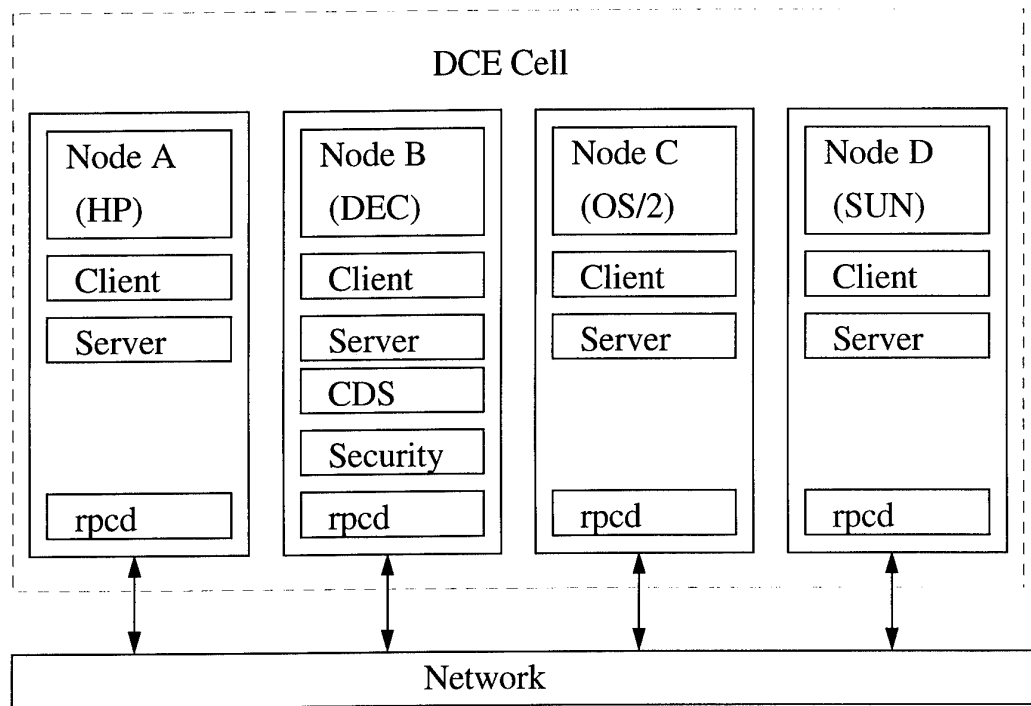 DCE Cell
Node A
(HP)
Client
Server
rpcd
Node B
(DEC)
Client
Server
CDS
Security
rpcd
Node C
(OS/2)
Client
Server
rpcd
Node D
(SUN)
Client
Server
rpcd
Network